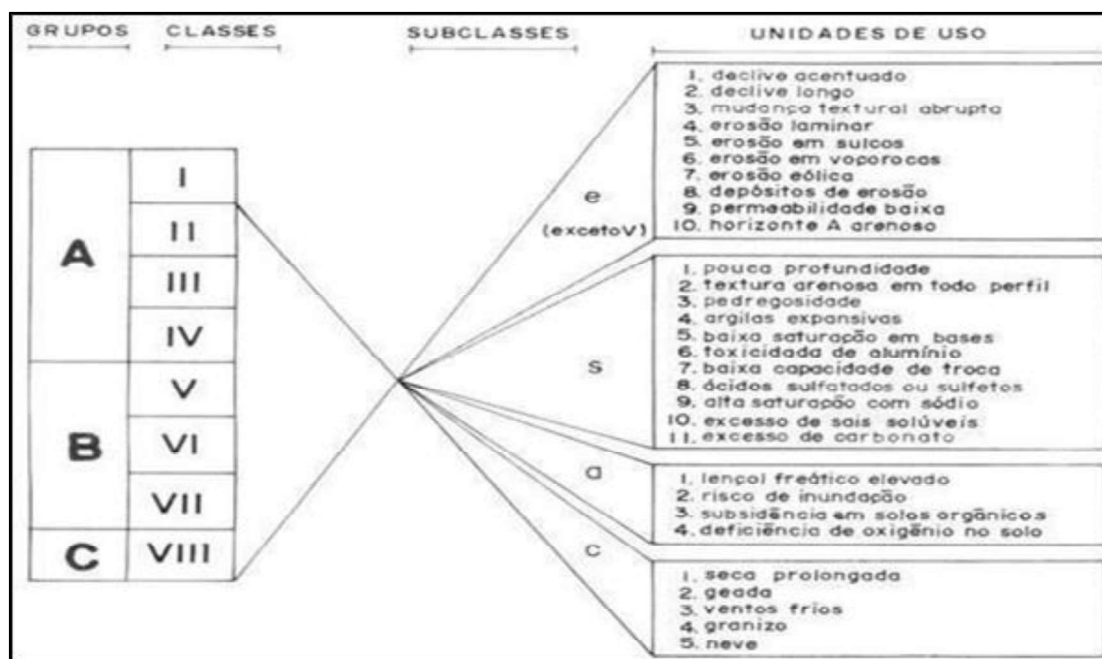 GRUPOS CLASSES SUBCLASSES UNIDADES DE USO
A
B
C
I
II
III
IV
V
VI
VII
VIII
e
(exceto V)
1. declive acentuado
2. declive longo
3. mudança textural abrupta
4. erosão laminar
5. erosão em sulcos
6. erosão em voporocas
7. erosão eólica
8. depósitos de erosão
9. permeabilidade baixa
10. horizonte A arenoso
s
1. pouca profundidade
2. textura arenosa em todo perfil
3. pedregosidade
4. argilas expansivas
5. baixa saturação em bases
6. toxicidada de alumínio
7. baixa capacidade de troca
8. ácidos sulfatados ou sulfetos
9. alta saturação com sódio
10. excesso de sais solúveis
11. excesso de carbonato
a
1. lençol freático elevado
2. risco de inundação
3. subsidência em solos orgânicos
4. deficiência de oxigênio no solo
c
1. seca prolongada
2. geada
3. ventos frios
4. granizo
5. neve